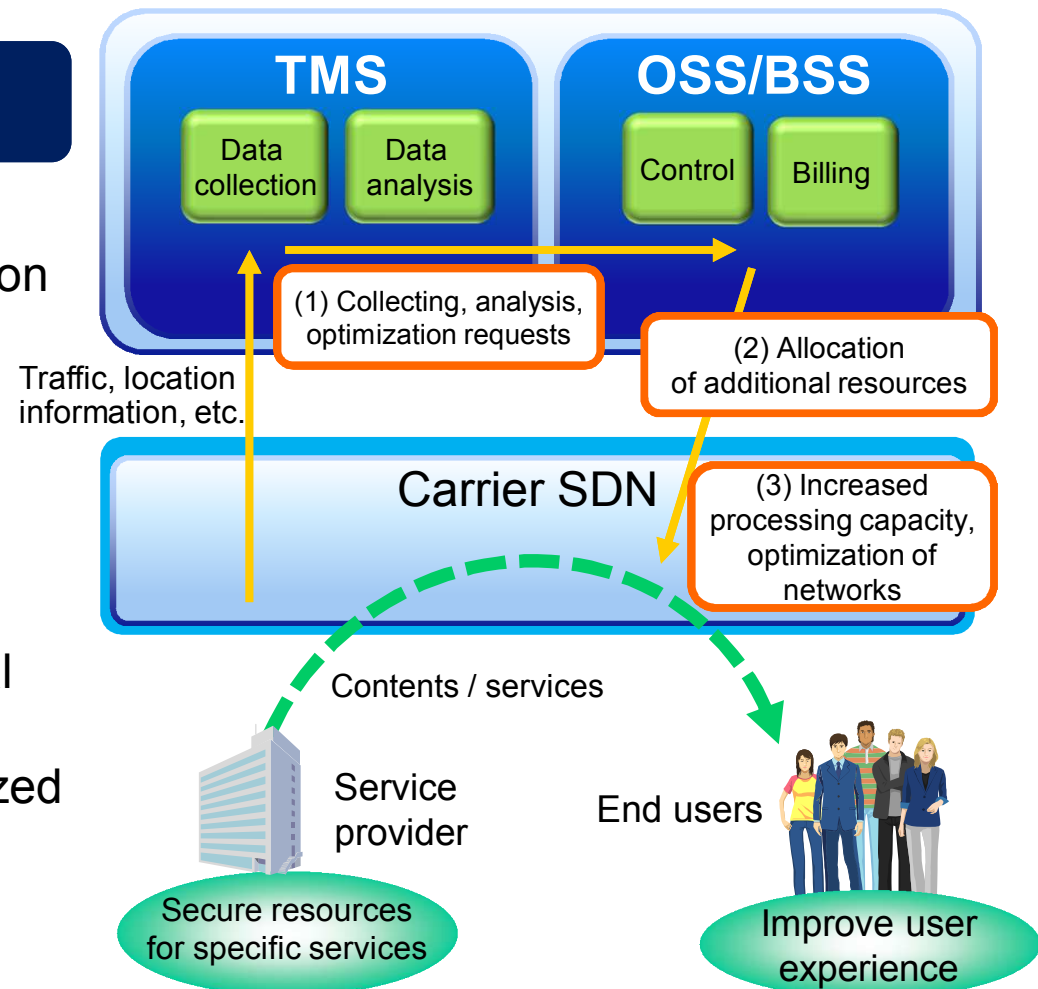 TMS
OSS/BSS
Data
collection
Data
analysis
Control
Billing
on
(1) Collecting, analysis,
optimization requests
(2) Allocation
of additional resources
Traffic, location
information, etc.
Carrier SDN
(3) Increased
processing capacity,
optimization of
networks
l
Contents / services
zed
Service
provider
End users
Secure resources
for specific services
Improve user
experience